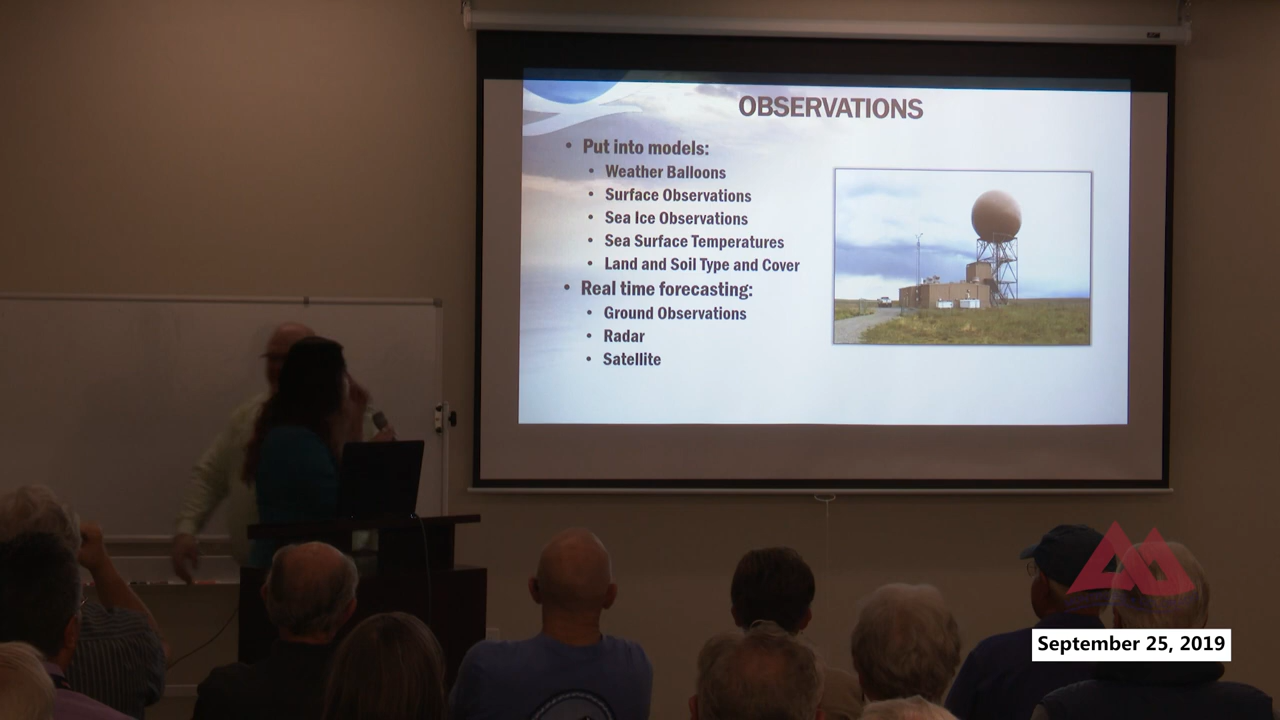 OBSERVATIONS
• Put into models:
• Weather Balloons
• Surface Observations
• Sea Ice Observations
• Sea Surface Temperatures
• Land and Soil Type and Cover
• Real time forecasting:
• Ground Observations
• Radar
• Satellite
September 25, 2019